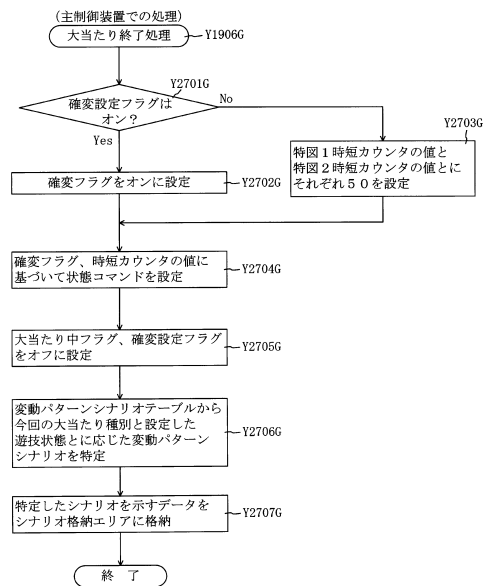 （主制御装置での処理）
大当たり終了処理
Y1906G
Y2701G
確変設定フラグは
オン？
No
Yes
Y2703G
特図１時短カウンタの値と
特図２時短カウンタの値とに
それぞれ５０を設定
確変フラグをオンに設定
Y2702G
確変フラグ、時短カウンタの値に
基づいて状態コマンドを設定
Y2704G
大当たり中フラグ、確変設定フラグ
をオフに設定
Y2705G
変動パターンシナリオテーブルから
今回の大当たり種別と設定した
遊技状態とに応じた変動パターン
シナリオを特定
Y2706G
特定したシナリオを示すデータを
シナリオ格納エリアに格納
Y2707G
終 了